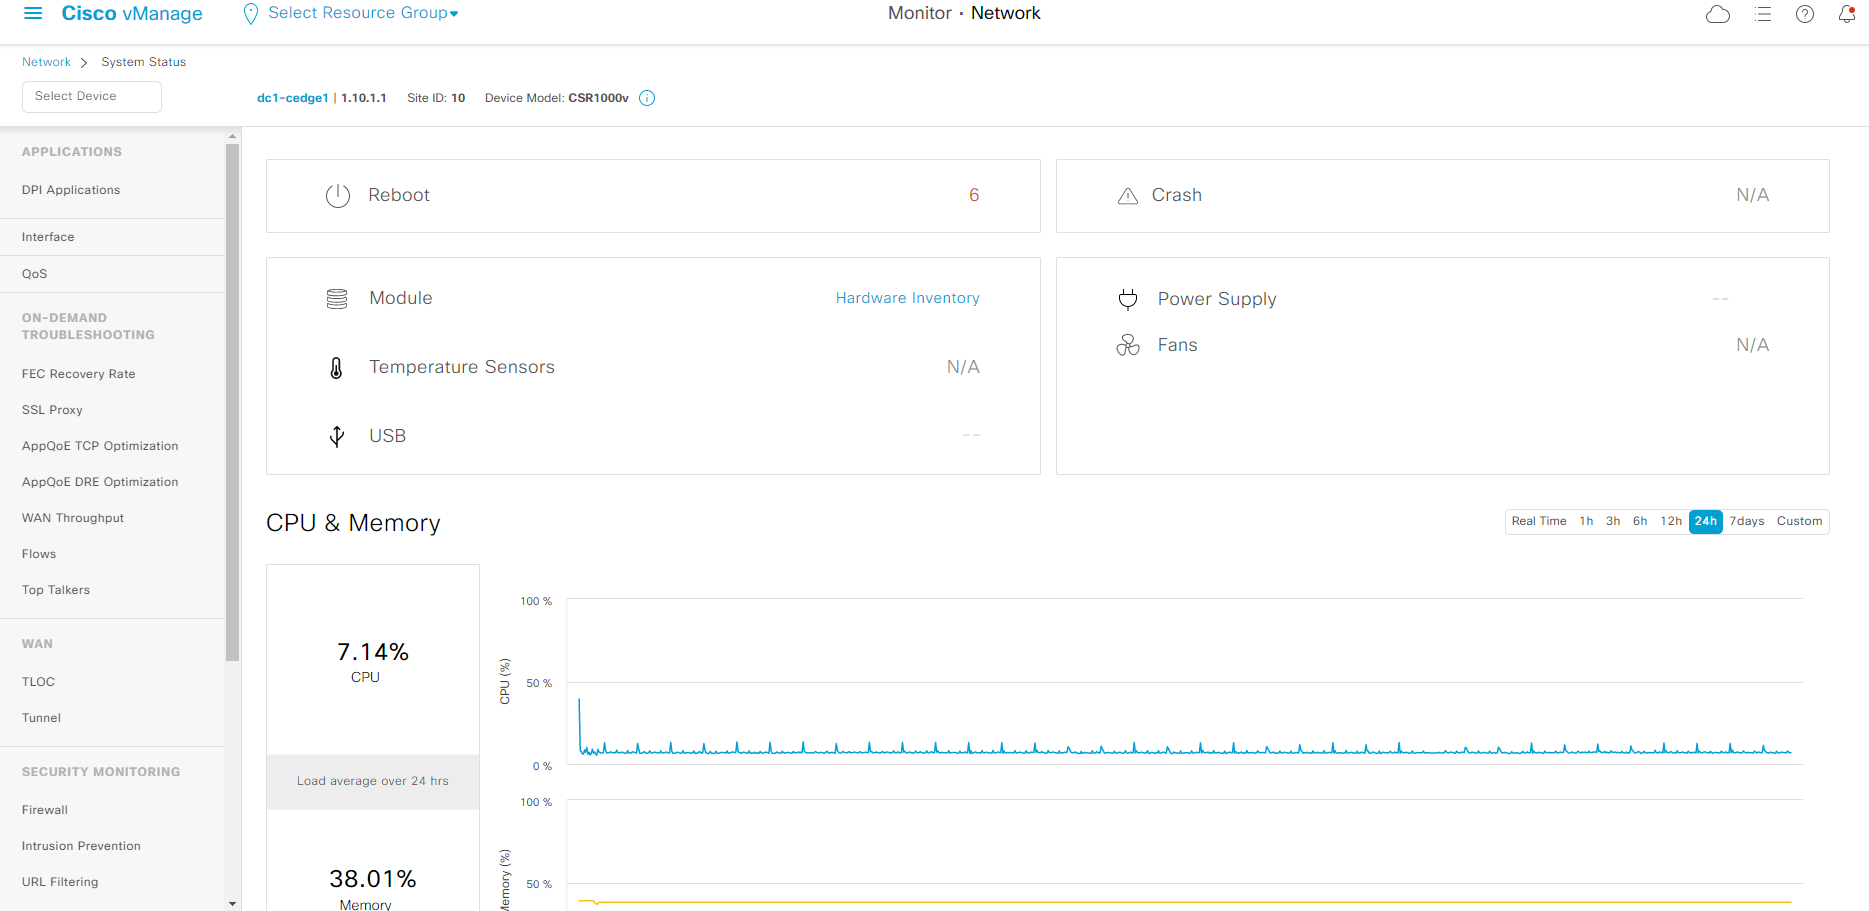 Cisco vManage
Select Resource Group
Monitor · Network
Network > System Status
Select Device
dc1-cedge1 | 1.10.1.1 Site ID: 10 Device Model: CSR1000v
APPLICATIONS
DPI Applications
Interface
QoS
ON-DEMAND
TROUBLESHOOTING
FEC Recovery Rate
SSL Proxy
AppQoE TCP Optimization
AppQoE DRE Optimization
WAN Throughput
Flows
Top Talkers
WAN
TLOC
Tunnel
SECURITY MONITORING
Firewall
Intrusion Prevention
URL Filtering
Reboot 6
Crash N/A
Module Hardware Inventory
Temperature Sensors N/A
USB --
Power Supply --
Fans N/A
CPU & Memory
Real Time 1h 3h 6h 12h 24h 7days Custom
7.14%
CPU
Load average over 24 hrs
38.01%
Memory
100 %
50 %
0 %
CPU (%)
100 %
50 %
Memory (%)